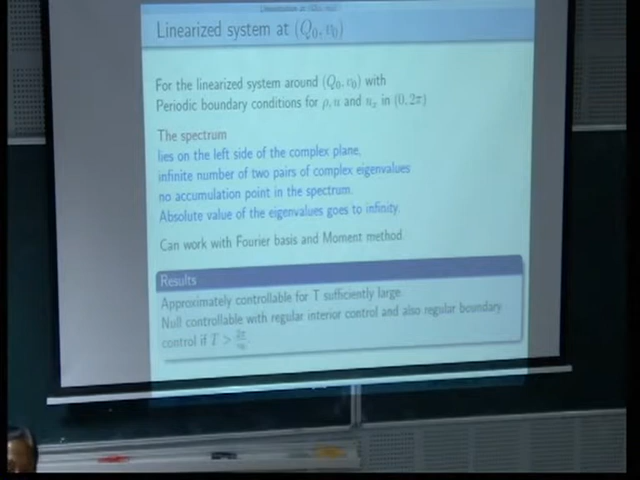 Linearized system at (Q₀, v₀)
For the linearized system around (Q₀, v₀) with
Periodic boundary conditions for ρ, u and uₓ in (0, 2π)
The spectrum
lies on the left side of the complex plane,
infinite number of two pairs of complex eigenvalues
no accumulation point in the spectrum.
Absolute value of the eigenvalues goes to infinity.
Can work with Fourier basis and Moment method
Results
Approximately controllable for T sufficiently large.
Null controllable with regular interior control and also regular boundary
control if T > 2π/v₀